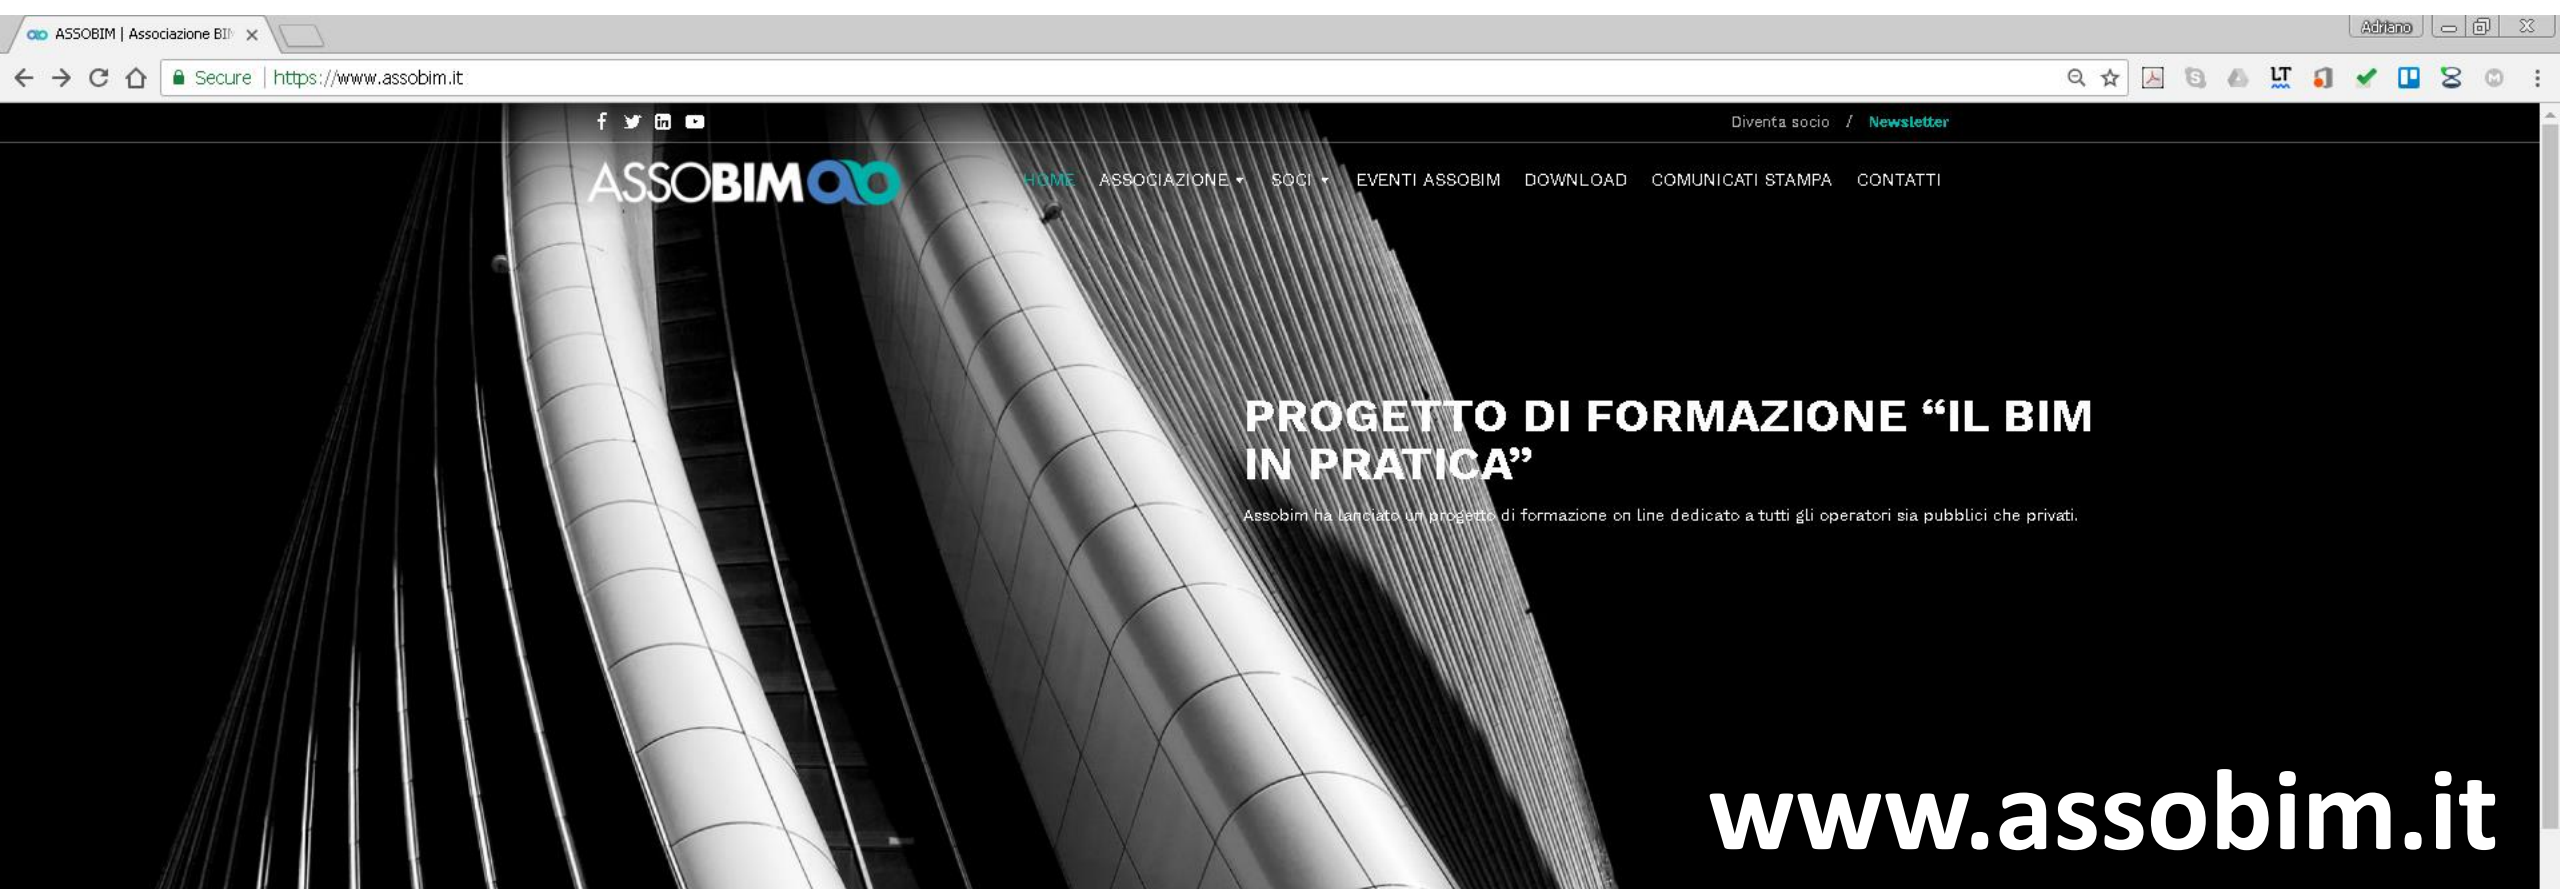 ASSOBIM | Associazione BI
Adriano
Secure | https://www.assobim.it
Diventa socio / Newsletter
ASSOBIM
HOME ASSOCIAZIONE SOCI EVENTI ASSOBIM DOWNLOAD COMUNICATI STAMPA CONTATTI
PROGETTO DI FORMAZIONE “IL BIM
IN PRATICA”
Assobim ha lanciato un progetto di formazione on line dedicato a tutti gli operatori sia pubblici che privati.
www.assobim.it